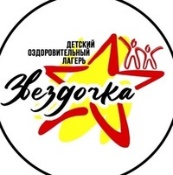 ДЕТСКИЙ
ОЗДОРОВИТЕЛЬНЫЙ
ЛАГЕРЬ
Звездочка